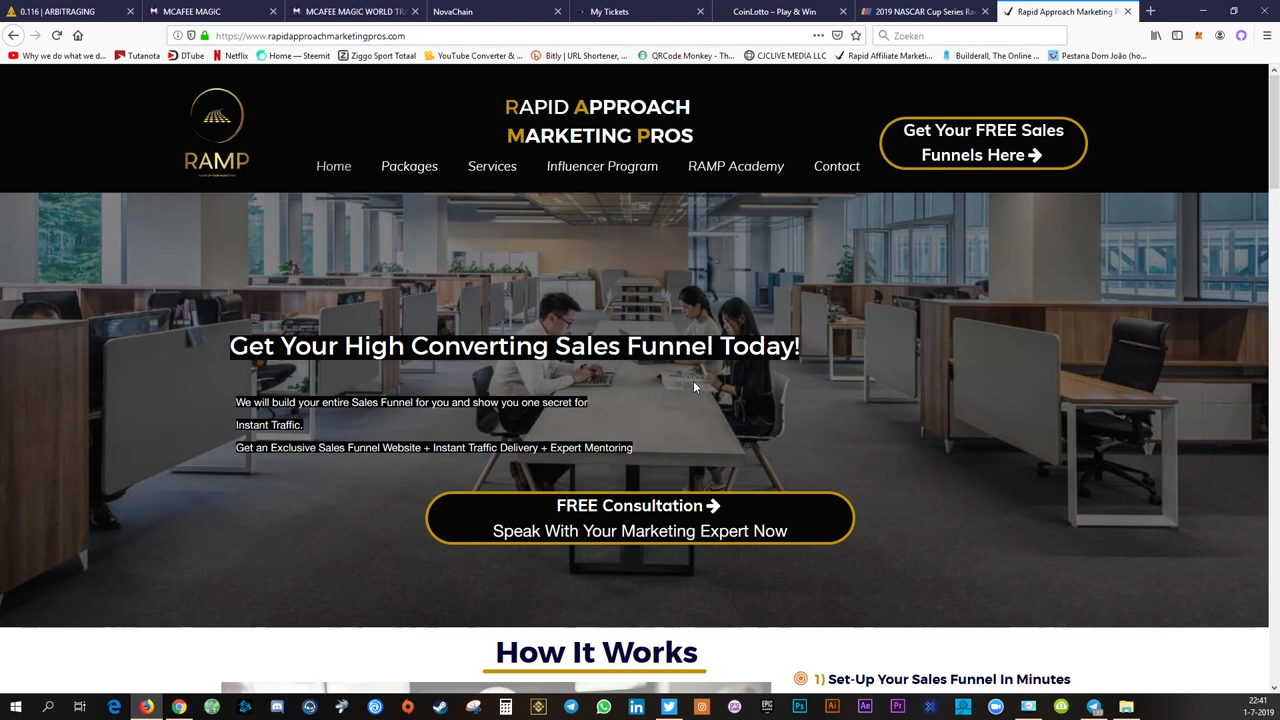 0.116 | ARBITRAGING
MCAFEE MAGIC
MCAFEE MAGIC WORLD TR
NovaChain
My Tickets
CoinLotto – Play & Win
2019 NASCAR Cup Series Ra
Rapid Approach Marketing P
https://www.rapidapproachmarketingpros.com
Zoeken
Why we do what we d...
Tutanota
DTube
Netflix
Home — Steemit
Ziggo Sport Totaal
YouTube Converter & ...
Bitly | URL Shortener, ...
QRCode Monkey - Th...
CJCLIVE MEDIA LLC
Rapid Affiliate Marketi...
Builderall, The Online ...
Pestana Dom João (ho...
RAMP
RAPID APPROACH
MARKETING PROS
Get Your FREE Sales
Funnels Here
Home
Packages
Services
Influencer Program
RAMP Academy
Contact
Get Your High Converting Sales Funnel Today!
We will build your entire Sales Funnel for you and show you one secret for
Instant Traffic.
Get an Exclusive Sales Funnel Website + Instant Traffic Delivery + Expert Mentoring
FREE Consultation
Speak With Your Marketing Expert Now
How It Works
1) Set-Up Your Sales Funnel In Minutes
22:41
1-7-2019